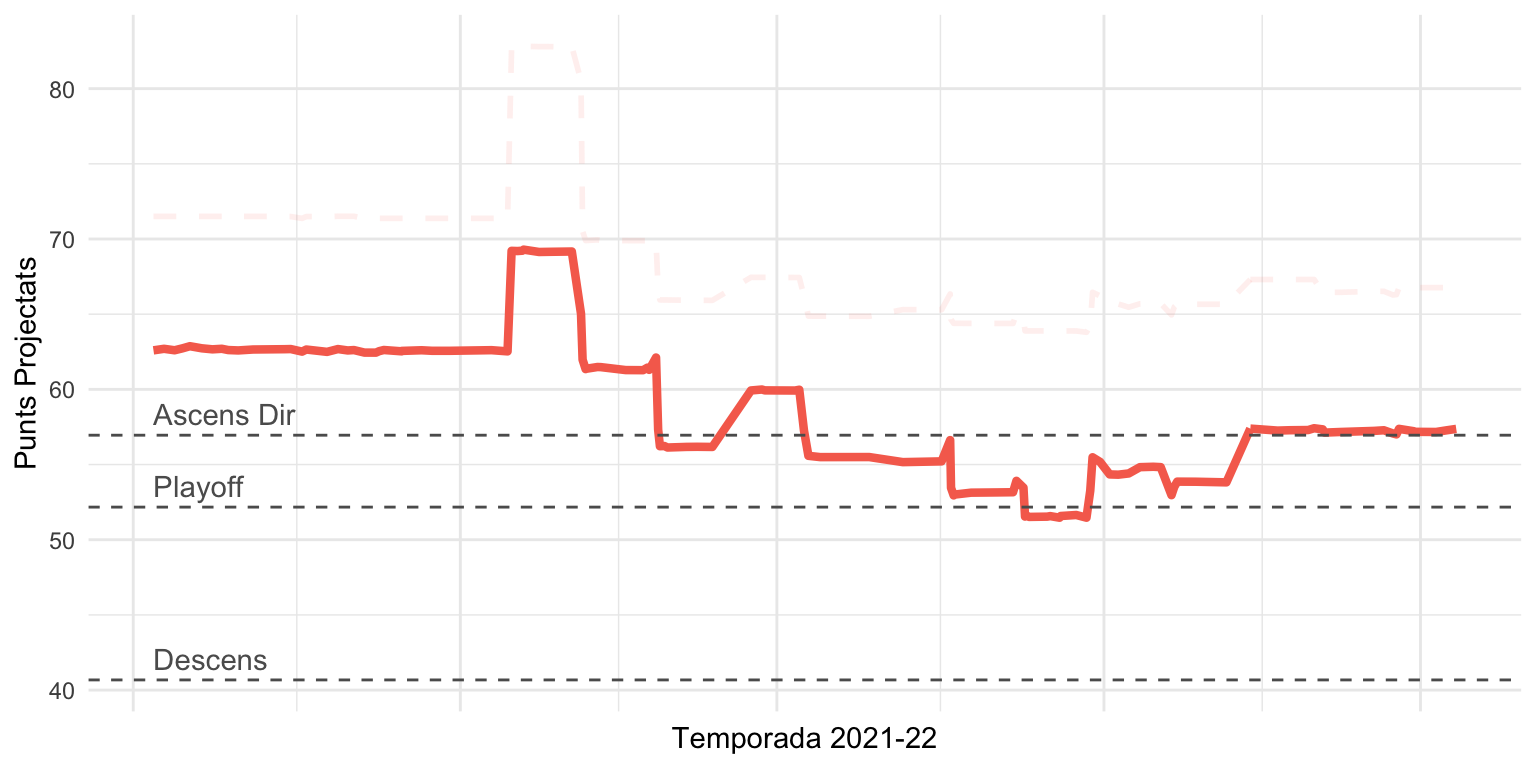 80
70
60
50
40
Punts Projectats
Ascens Dir
Playoff
Descens
Temporada 2021-22